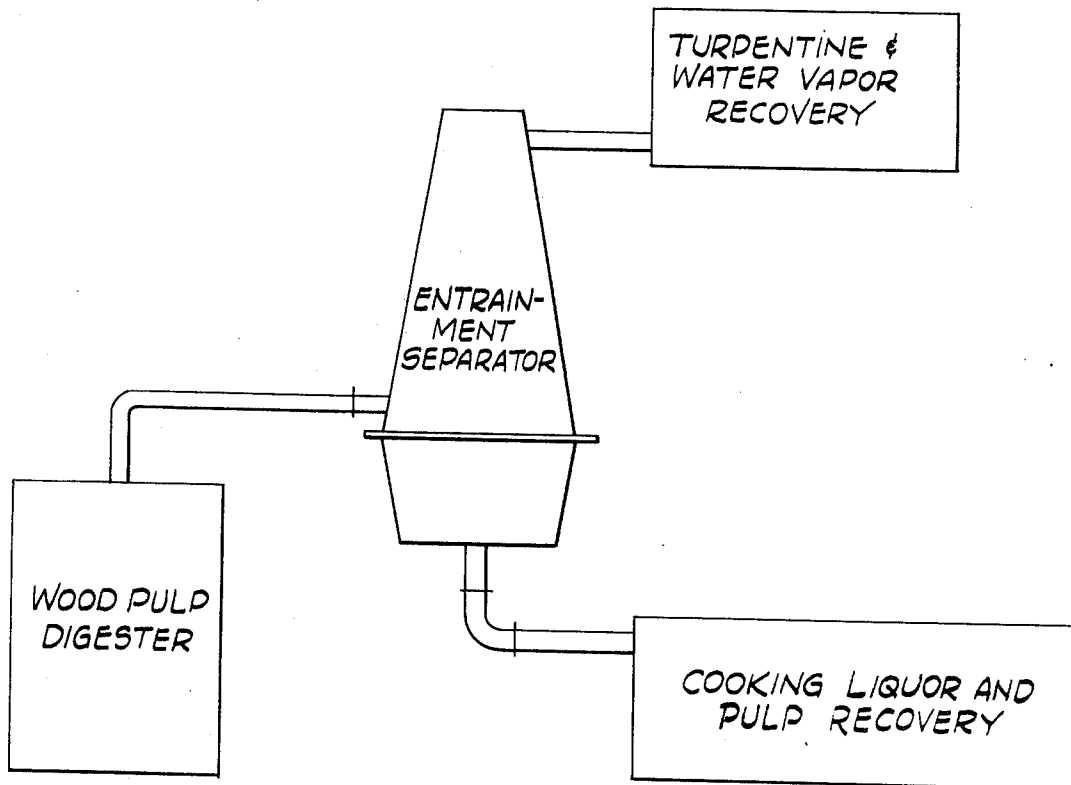 TURPENTINE &
WATER VAPOR
RECOVERY
ENTRAIN-
MENT
SEPARATOR
WOOD PULP
DIGESTER
COOKING LIQUOR AND
PULP RECOVERY